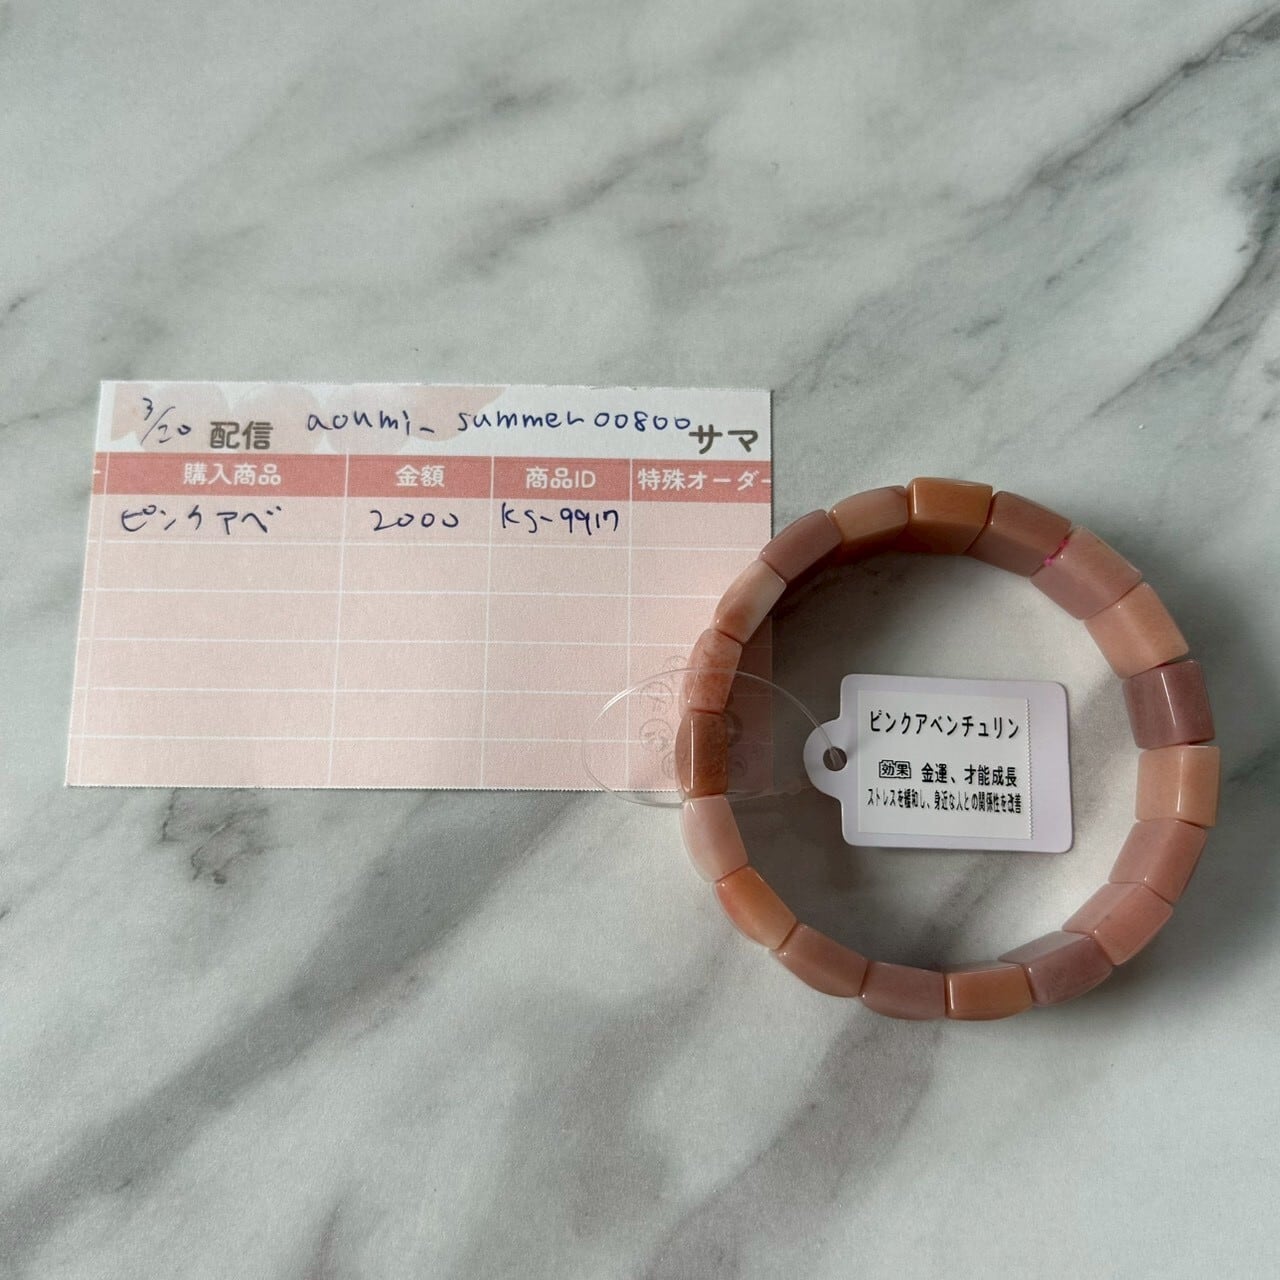 3/20 配信 aoumi_summer00800 サマ
購入商品 金額 商品ID 特殊オーダー
ピンクアベ 2000 KS-9917
ピンクアベンチュリン
効果 金運、才能成長
ストレスを緩和し、身近な人との関係性を改善